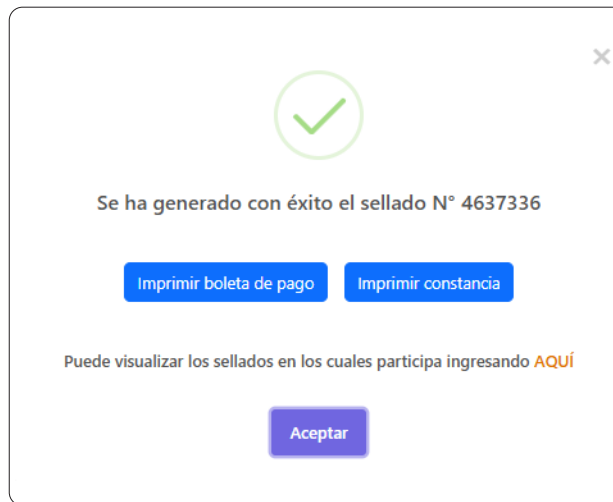 ×
Se ha generado con éxito el sellado N° 4637336
Imprimir boleta de pago Imprimir constancia
Puede visualizar los sellados en los cuales participa ingresando AQUÍ
Aceptar